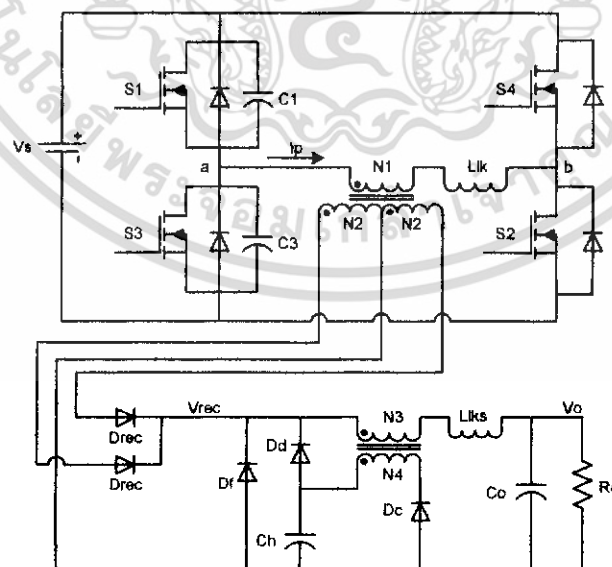 S1
C1
S4
Vs
+
-
a
Ip
N1
Llk
b
S3
C3
N2
N2
S2
Drec
Vrec
Drec
Df
Dd
Ch
N3
N4
Llks
Dc
Vo
Co